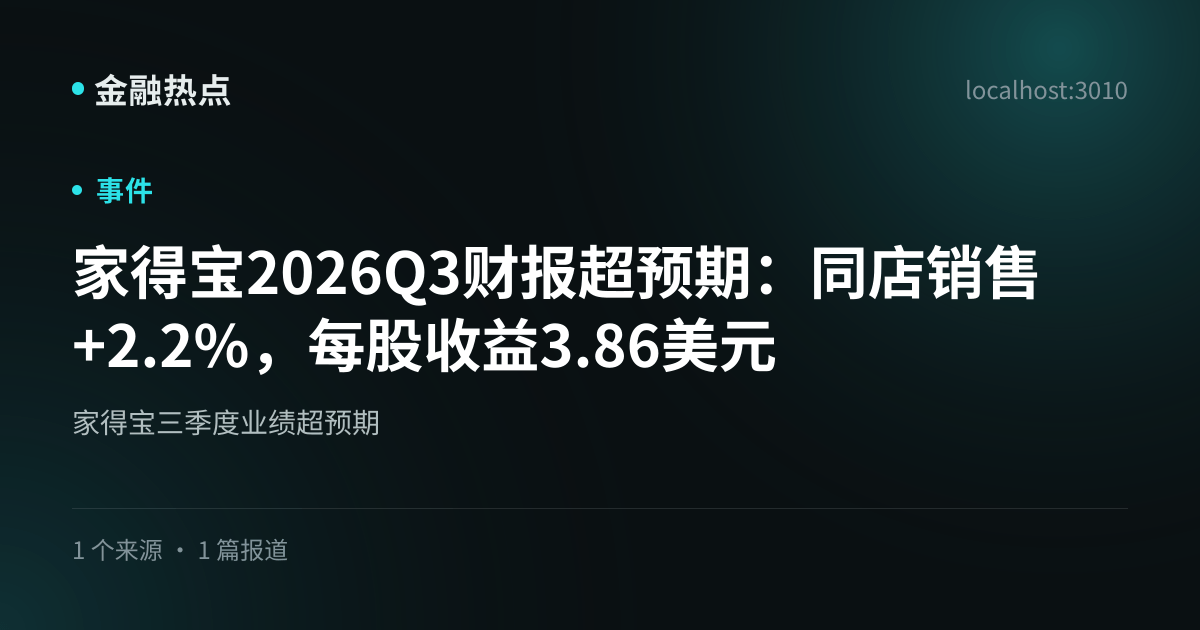 金融热点
localhost:3010
事件
家得宝2026Q3财报超预期：同店销售
+2.2%，每股收益3.86美元
家得宝三季度业绩超预期
1 个来源 · 1 篇报道